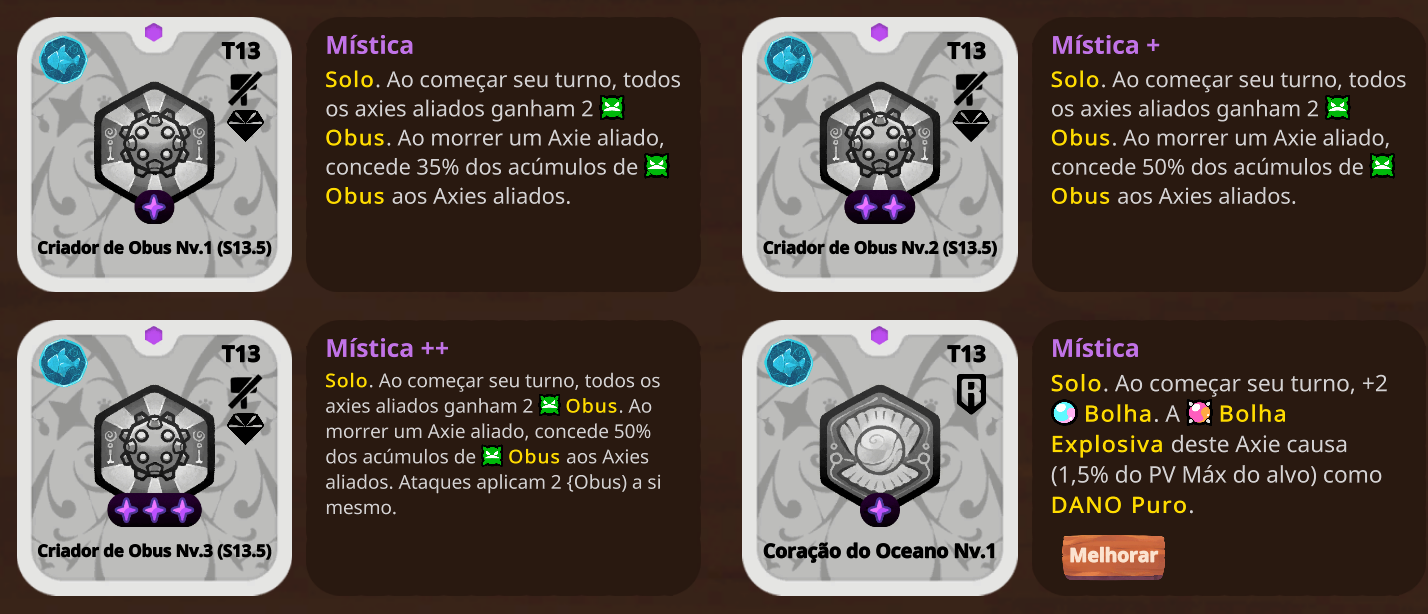 T13
Criador de Obus Nv.1 (S13.5)
Mística
Solo. Ao começar seu turno, todos
os axies aliados ganham 2
Obus. Ao morrer um Axie aliado,
concede 35% dos acúmulos de
Obus aos Axies aliados.
T13
Criador de Obus Nv.2 (S13.5)
Mística +
Solo. Ao começar seu turno, todos
os axies aliados ganham 2
Obus. Ao morrer um Axie aliado,
concede 50% dos acúmulos de
Obus aos Axies aliados.
T13
Criador de Obus Nv.3 (S13.5)
Mística ++
Solo. Ao começar seu turno, todos os
axies aliados ganham 2 Obus. Ao
morrer um Axie aliado, concede 50%
dos acúmulos de Obus aos Axies
aliados. Ataques aplicam 2 {Obus) a si
mesmo.
T13
R
Coração do Oceano Nv.1
Mística
Solo. Ao começar seu turno, +2
Bolha. A Bolha
Explosiva deste Axie causa
(1,5% do PV Máx do alvo) como
DANO Puro.
Melhorar